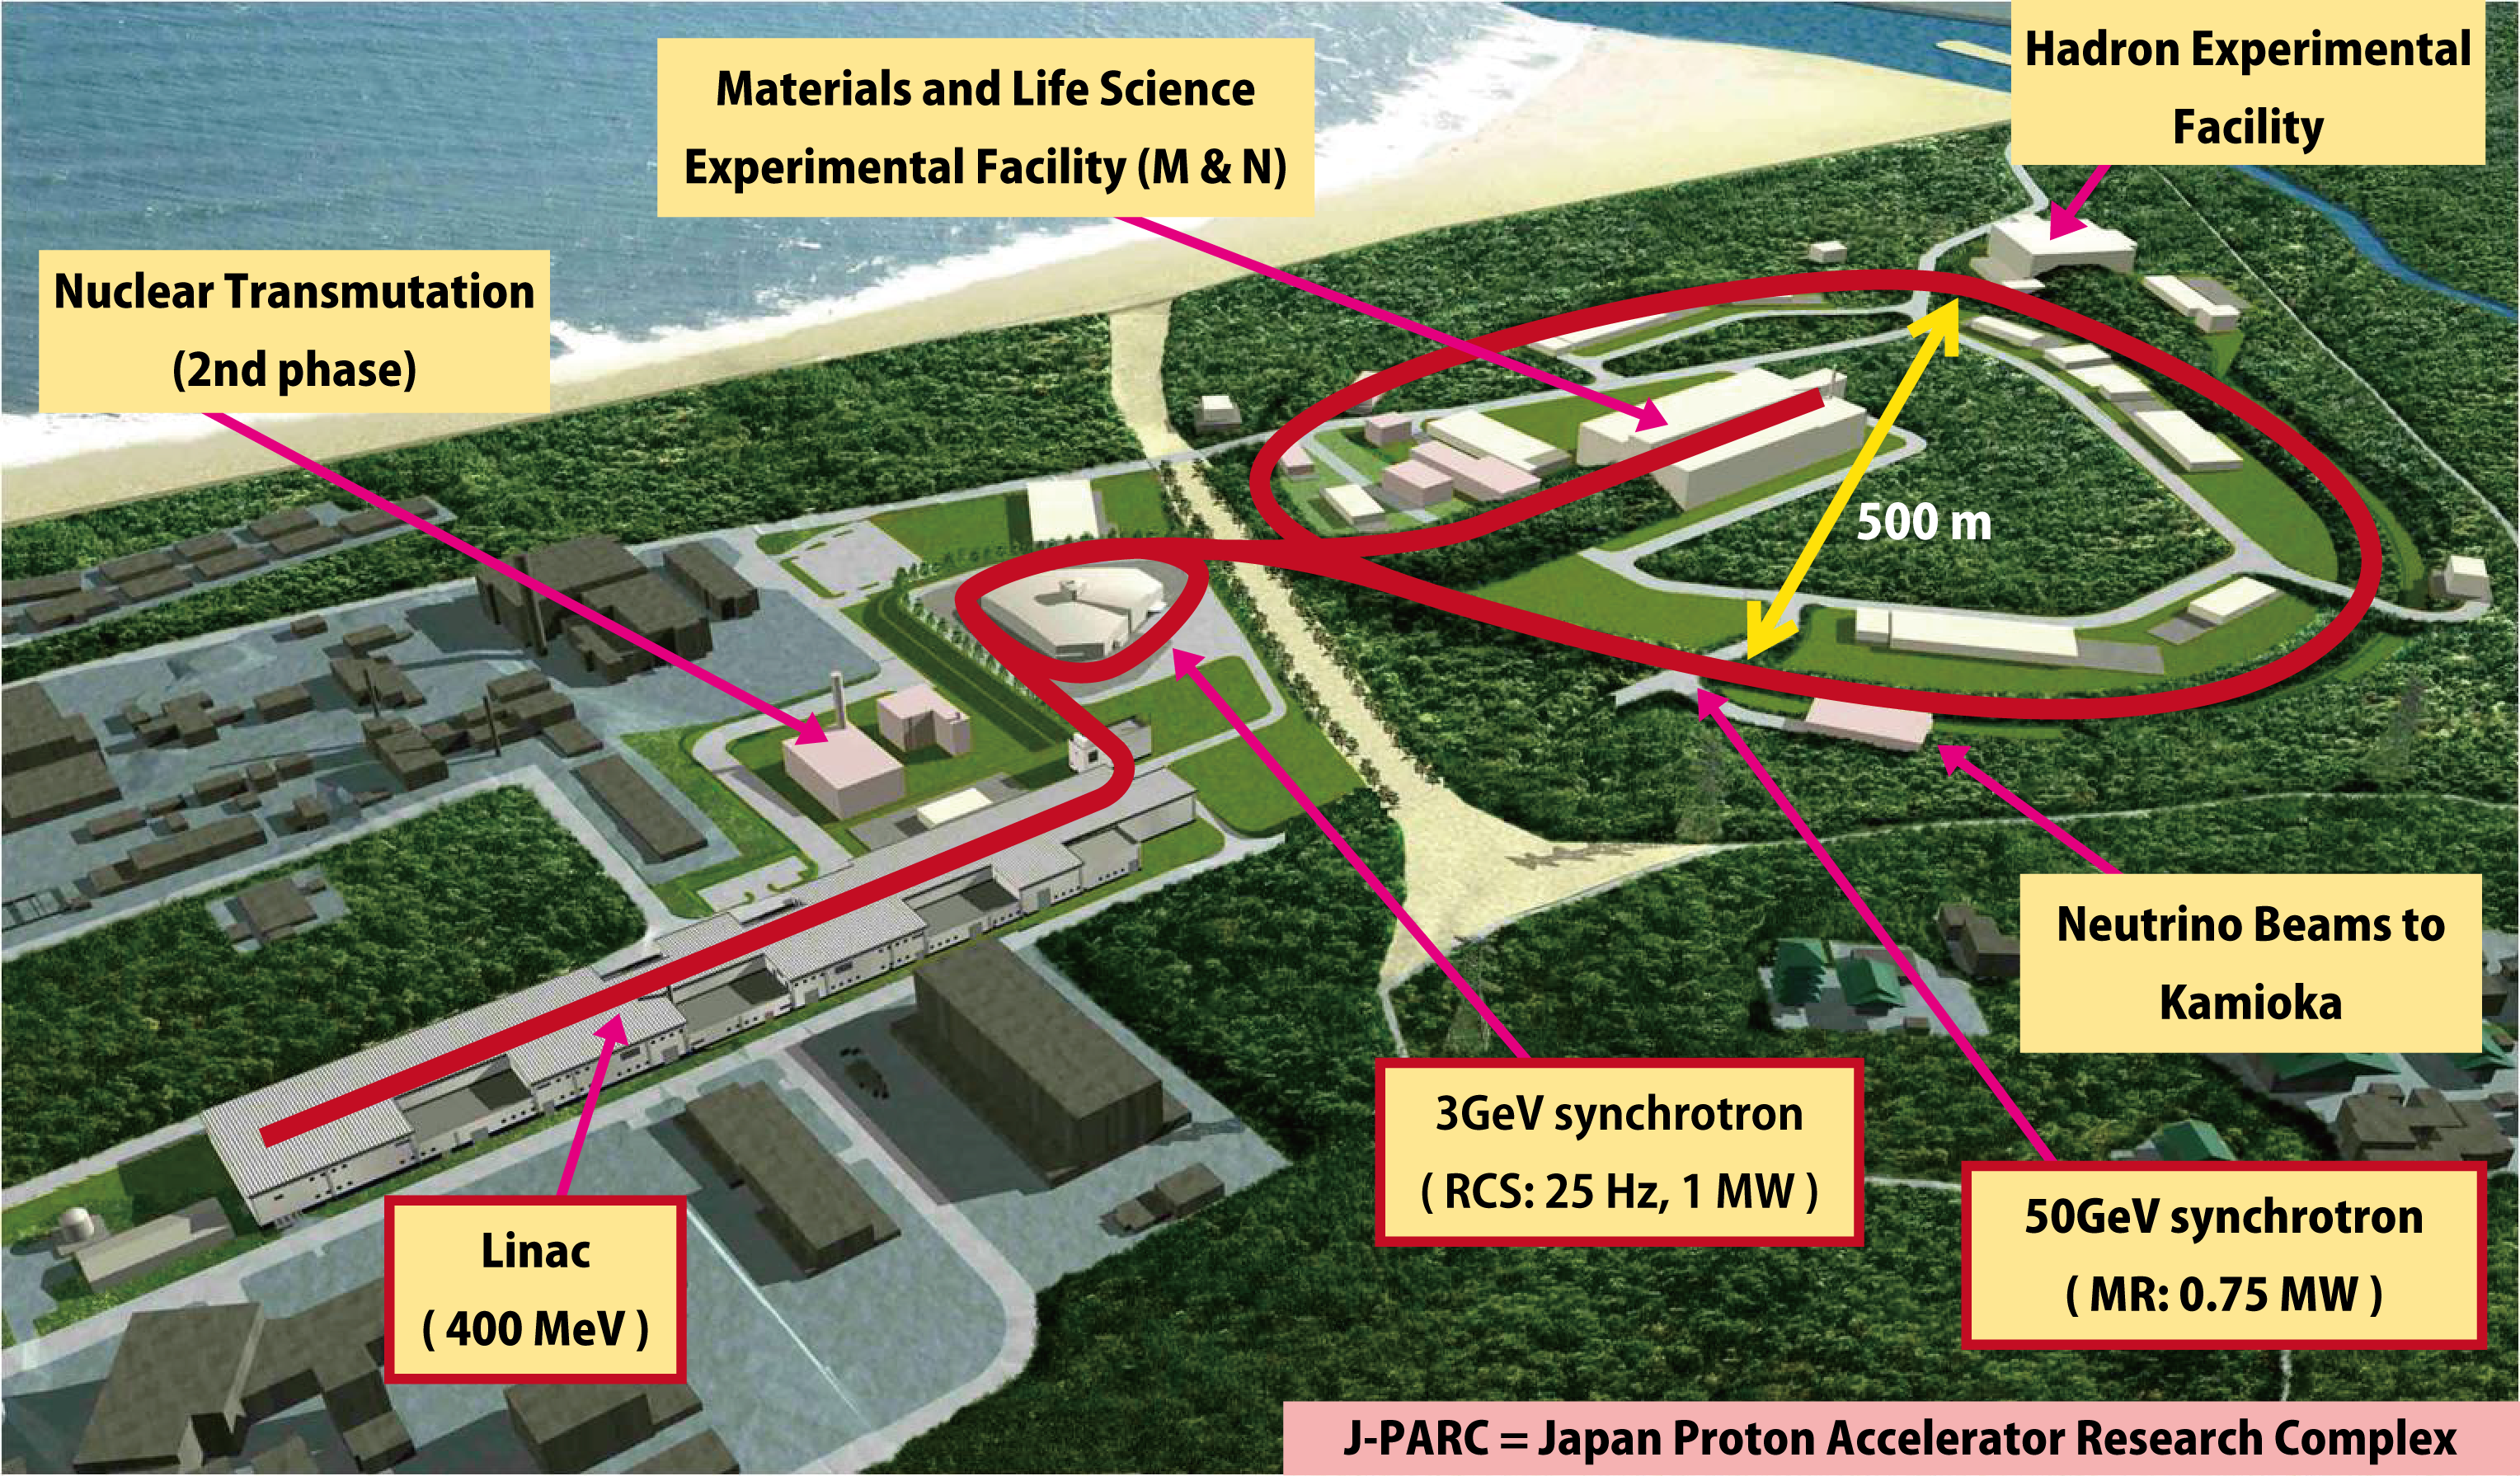 Hadron Experimental
Facility
Materials and Life Science
Experimental Facility (M & N)
Nuclear Transmutation
(2nd phase)
500 m
Neutrino Beams to
Kamioka
3GeV synchrotron
( RCS: 25 Hz, 1 MW )
50GeV synchrotron
( MR: 0.75 MW )
Linac
( 400 MeV )
J-PARC = Japan Proton Accelerator Research Complex